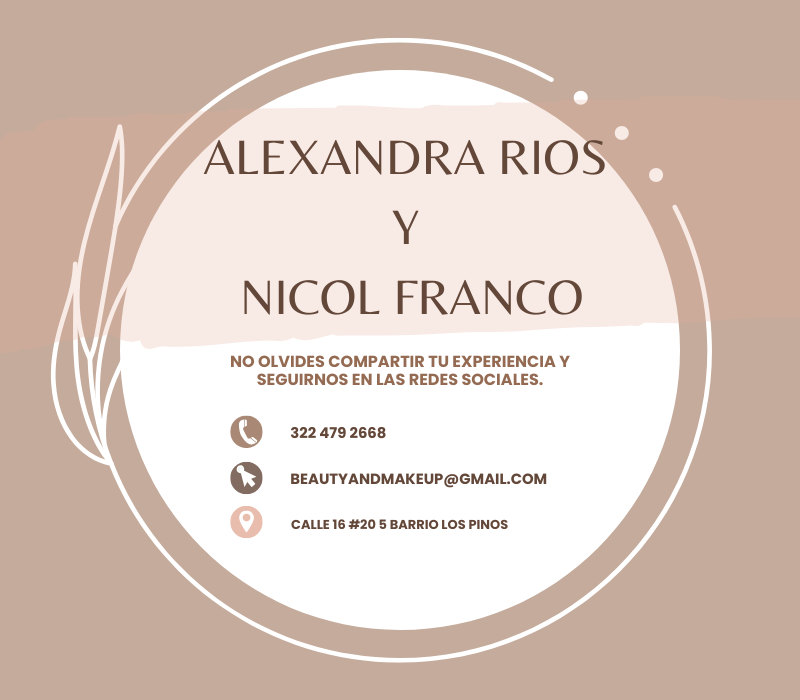 ALEXANDRA RIOS
Y
NICOL FRANCO
NO OLVIDES COMPARTIR TU EXPERIENCIA Y
SEGUIRNOS EN LAS REDES SOCIALES.
322 479 2668
BEAUTYANDMAKEUP@GMAIL.COM
CALLE 16 #20 5 BARRIO LOS PINOS